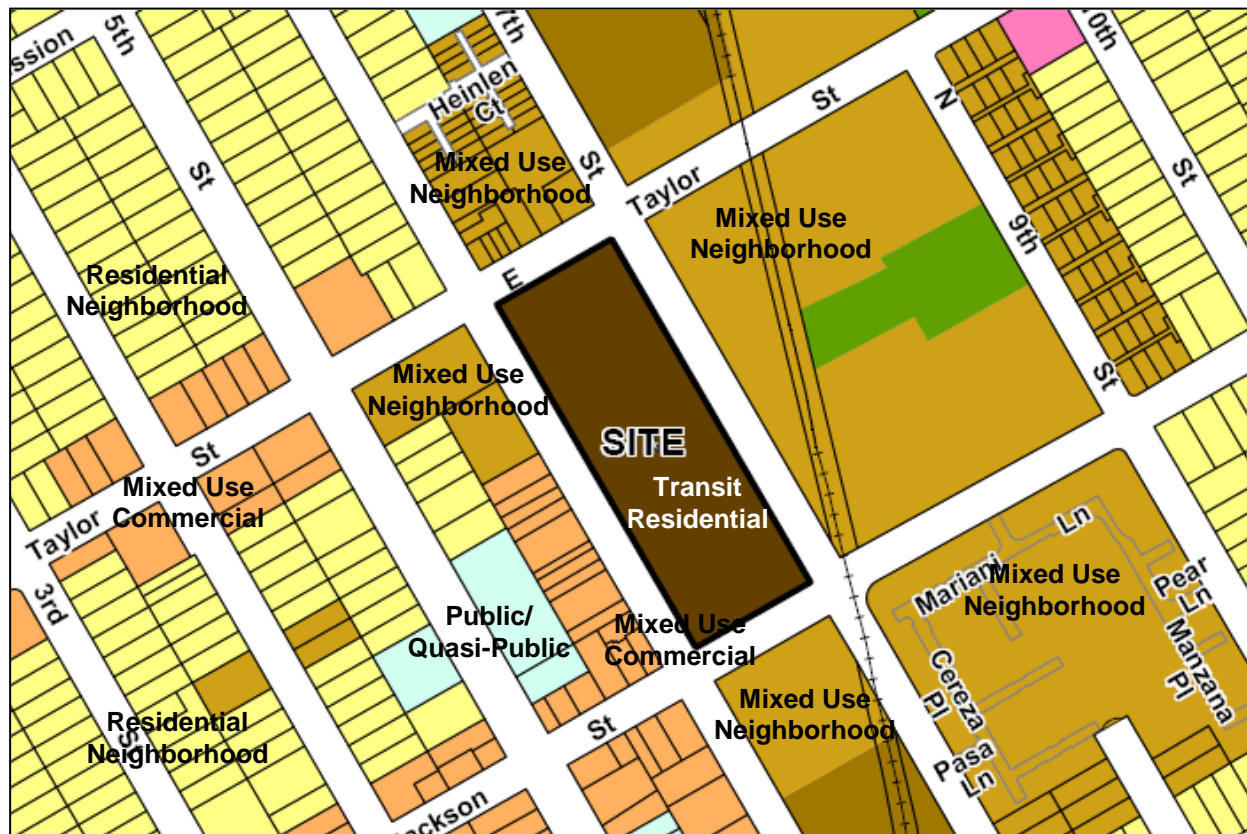 ssion
5th
St
7th
Heinlen
Ct
St
St
N
10th
St
9th
St
Mixed Use
Neighborhood
Taylor
Mixed Use
Neighborhood
Residential
Neighborhood
E
Mixed Use
Neighborhood
SITE
Transit
Residential
St
Mixed Use
Commercial
Taylor
3rd
St
Public/
Quasi-Public
Mixed Use
Commercial
Mixed Use
Neighborhood
Mariani
Ln
Mixed Use
Neighborhood
Pear
Ln
Manzana
Pl
Cereza
Pl
Pasa
Ln
Residential
Neighborhood
St
ackson